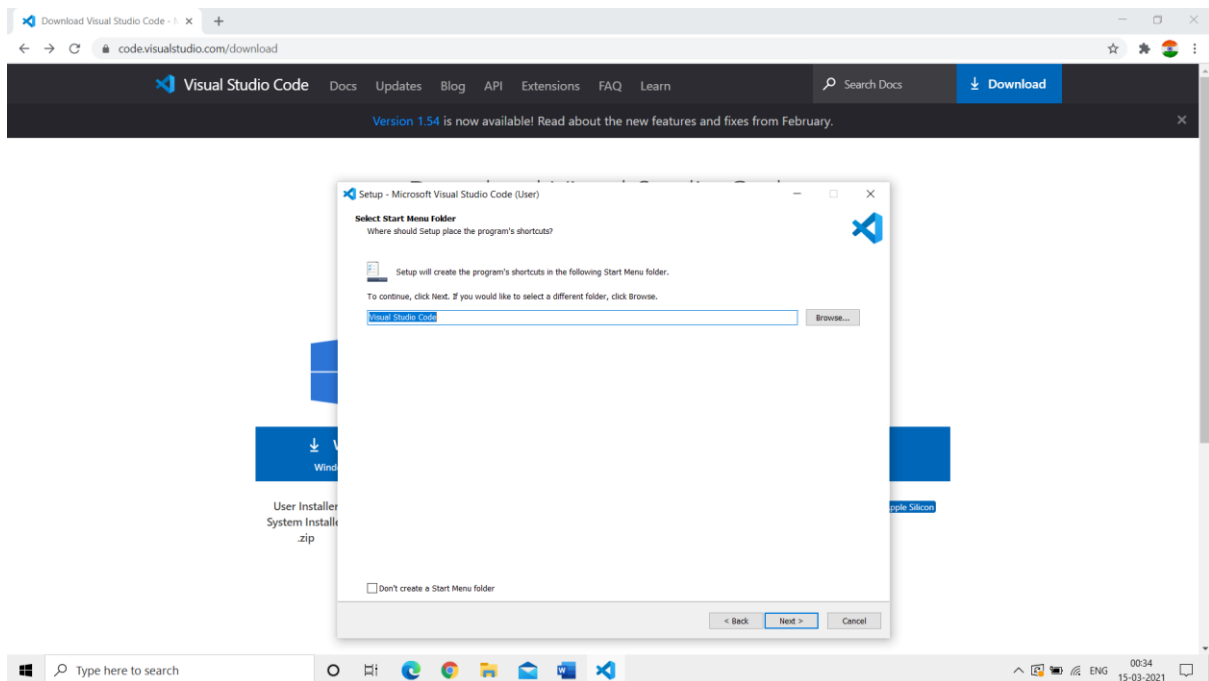 Download Visual Studio Code -
code.visualstudio.com/download
Visual Studio Code Docs Updates Blog API Extensions FAQ Learn Search Docs Download
Version 1.54 is now available! Read about the new features and fixes from February.
Setup - Microsoft Visual Studio Code (User)
Select Start Menu Folder
Where should Setup place the program's shortcuts?
Setup will create the program's shortcuts in the following Start Menu folder.
To continue, click Next. If you would like to select a different folder, click Browse.
Visual Studio Code Browse...
Wind
User Installer
System Installe
.zip
pple Silicon
Don't create a Start Menu folder
< Back Next > Cancel
Type here to search
ENG
00:34
15-03-2021